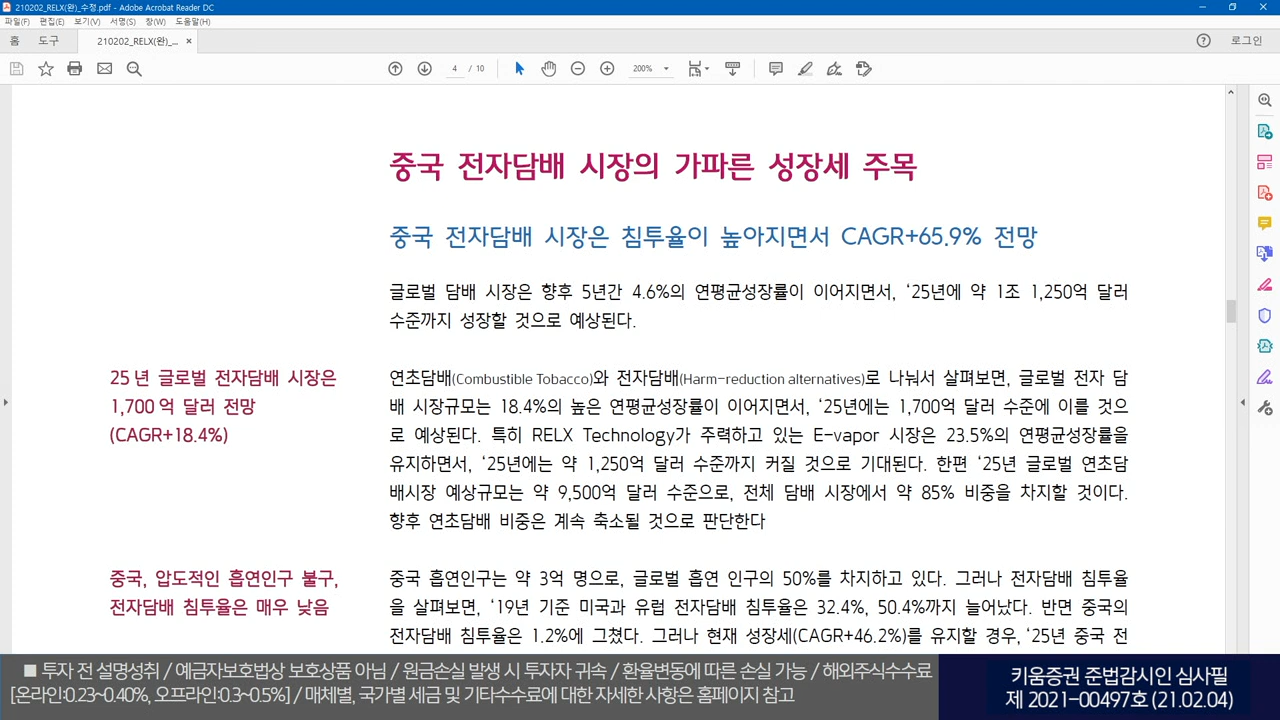 210202_RELX(완)_수정.pdf - Adobe Acrobat Reader DC
파일(F) 편집(E) 보기(V) 서명(S) 창(W) 도움말(H)
홈 도구 210202_RELX(완)_... × 로그인
4 / 10 200%
중국 전자담배 시장의 가파른 성장세 주목
중국 전자담배 시장은 침투율이 높아지면서 CAGR+65.9% 전망
글로벌 담배 시장은 향후 5년간 4.6%의 연평균성장률이 이어지면서, ‘25년에 약 1조 1,250억 달러
수준까지 성장할 것으로 예상된다.
25년 글로벌 전자담배 시장은
1,700억 달러 전망
(CAGR+18.4%)
연초담배(Combustible Tobacco)와 전자담배(Harm-reduction alternatives)로 나눠서 살펴보면, 글로벌 전자 담
배 시장규모는 18.4%의 높은 연평균성장률이 이어지면서, ‘25년에는 1,700억 달러 수준에 이를 것으
로 예상된다. 특히 RELX Technology가 주력하고 있는 E-vapor 시장은 23.5%의 연평균성장률을
유지하면서, ‘25년에는 약 1,250억 달러 수준까지 커질 것으로 기대된다. 한편 ‘25년 글로벌 연초담
배시장 예상규모는 약 9,500억 달러 수준으로, 전체 담배 시장에서 약 85% 비중을 차지할 것이다.
향후 연초담배 비중은 계속 축소될 것으로 판단한다
중국, 압도적인 흡연인구 불구,
전자담배 침투율은 매우 낮음
중국 흡연인구는 약 3억 명으로, 글로벌 흡연 인구의 50%를 차지하고 있다. 그러나 전자담배 침투율
을 살펴보면, ‘19년 기준 미국과 유럽 전자담배 침투율은 32.4%, 50.4%까지 늘어났다. 반면 중국의
전자담배 침투율은 1.2%에 그쳤다. 그러나 현재 성장세(CAGR+46.2%)를 유지할 경우, ‘25년 중국 전
■ 투자 전 설명성취 / 예금자보호법상 보호상품 아님 / 원금손실 발생 시 투자자 귀속 / 환율변동에 따른 손실 가능 / 해외주식수수료
[온라인:0.23~0.40%, 오프라인:0.3~0.5%] / 매체별, 국가별 세금 및 기타수수료에 대한 자세한 사항은 홈페이지 참고
키움증권 준법감시인 심사필
제 2021-00497호 (21.02.04)